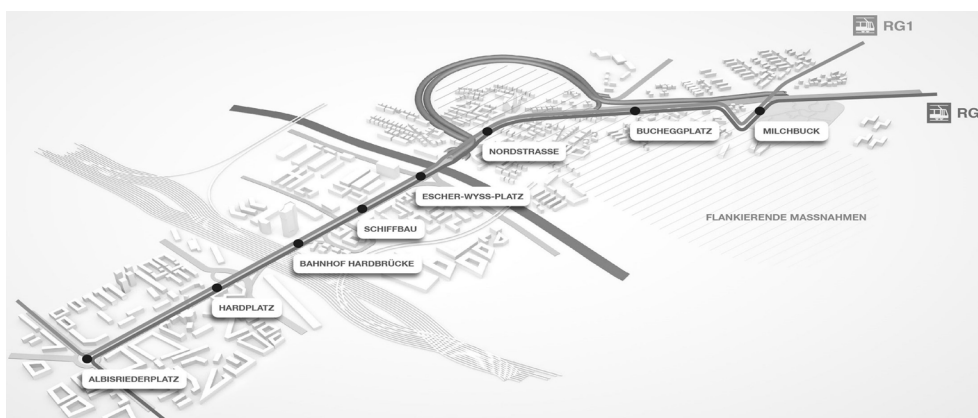 RG1
RG
BUCHEGGPLATZ
MILCHBUCK
NORDSTRASSE
ESCHER-WYSS-PLATZ
FLANKIERENDE MASSNAHMEN
SCHIFFBAU
BAHNHOF HARDBRÜCKE
HARDPLATZ
ALBISRIEDERPLATZ